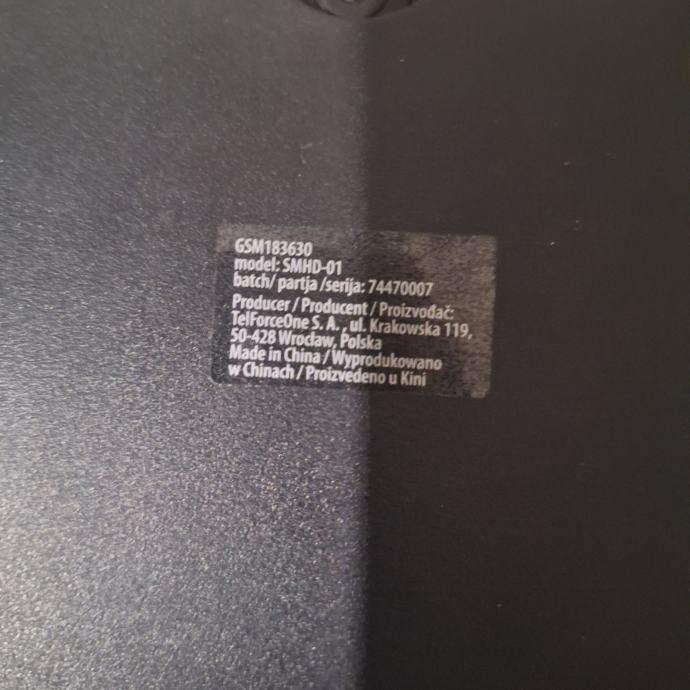 GSM183630
model: SMHD-01
batch/ partja /serija: 74470007
Producer / Producent / Proizvođač:
TelForceOne S. A. , ul. Krakowska 119,
50-428 Wrocław, Polska
Made in China / Wyprodukowano
w Chinach / Proizvedeno u Kini